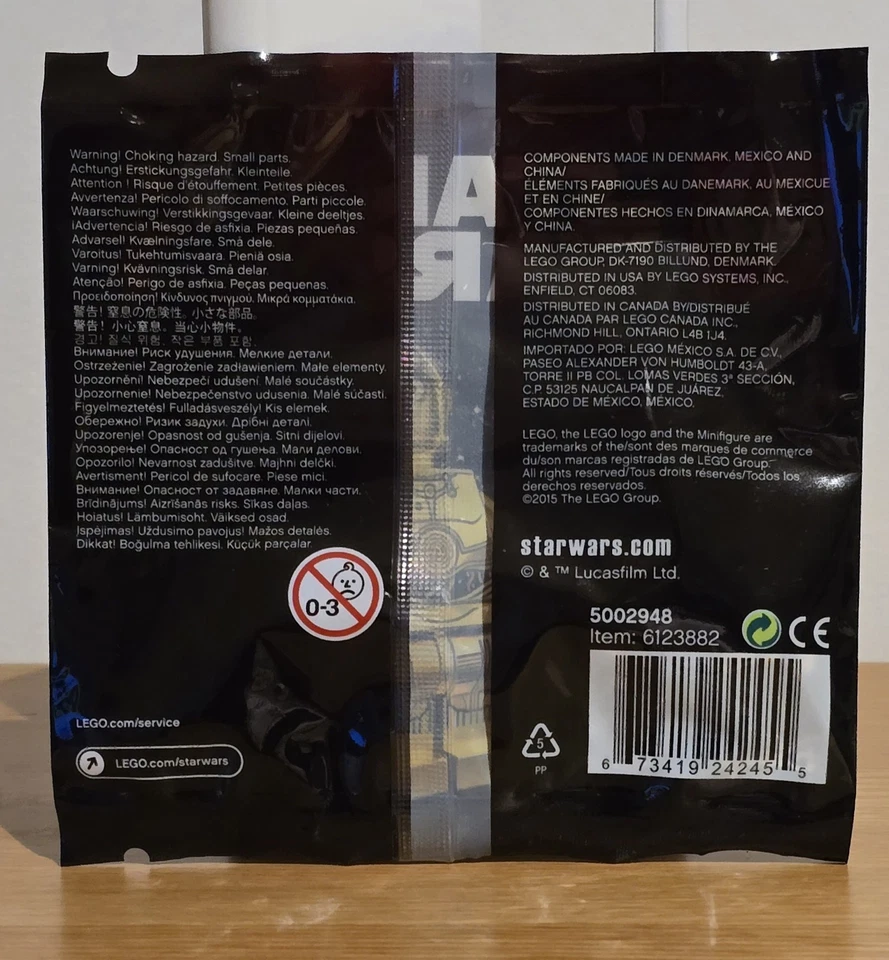 Warning! Choking hazard. Small parts.
Achtung! Erstickungsgefahr. Kleinteile.
Attention ! Risque d'étouffement. Petites pièces.
Avvertenza! Pericolo di soffocamento. Parti piccole.
Waarschuwing! Verstikkingsgevaar. Kleine deeltjes.
¡Advertencia! Riesgo de asfixia. Piezas pequeñas.
Advarsel! Kvælningsfare. Små dele.
Varoitus! Tukehtumisvaara. Pieniä osia.
Varning! Kvävningsrisk. Små delar.
Atenção! Perigo de asfixia. Peças pequenas.
Προειδοποίηση! Κίνδυνος πνιγμού. Μικρά κομματάκια.
警告! 窒息の危険性。小さな部品。
警告! 小心窒息。当心小物件。
경고! 질식 위험. 작은 부품 포함.
Внимание! Риск удушения. Мелкие детали.
Ostrzeżenie! Zagrożenie zadławieniem. Małe elementy.
Upozornění! Nebezpečí udušení. Malé součástky.
Upozornenie! Nebezpečenstvo udusenia. Malé súčasti.
Figyelmeztetés! Fulladásveszély! Kis elemek.
Обережно! Ризик задухи. Дрібні деталі.
Upozorenje! Opasnost od gušenja. Sitni dijelovi.
Упозорење! Опасност од гушења. Мали делови.
Opozorilo! Nevarnost zadušitve. Majhni delčki.
Avertisment! Pericol de sufocare. Piese mici.
Внимание! Опасност от задавяне. Малки части.
Brīdinājums! Aizrīšanās risks. Sīkas daļas.
Hoiatus! Lämbumisoht. Väiksed osad.
Įspėjimas! Uždusimo pavojus! Mažos detalės.
Dikkat! Boğulma tehlikesi. Küçük parçalar.
0-3
LEGO.com/service
LEGO.com/starwars
COMPONENTS MADE IN DENMARK, MEXICO AND
CHINA/
ÉLÉMENTS FABRIQUÉS AU DANEMARK, AU MEXIQUE
ET EN CHINE/
COMPONENTES HECHOS EN DINAMARCA, MÉXICO
Y CHINA.
MANUFACTURED AND DISTRIBUTED BY THE
LEGO GROUP, DK-7190 BILLUND, DENMARK.
DISTRIBUTED IN USA BY LEGO SYSTEMS, INC.,
ENFIELD, CT 06083.
DISTRIBUTED IN CANADA BY/DISTRIBUÉ
AU CANADA PAR LEGO CANADA INC.,
RICHMOND HILL, ONTARIO L4B 1J4.
IMPORTADO POR: LEGO MÉXICO S.A. DE C.V.,
PASEO ALEXANDER VON HUMBOLDT 43-A,
TORRE II PB COL. LOMAS VERDES 3ª SECCIÓN,
C.P. 53125 NAUCALPAN DE JUÁREZ,
ESTADO DE MÉXICO, MÉXICO.
LEGO, the LEGO logo and the Minifigure are
trademarks of the/sont des marques de commerce
du/son marcas registradas de LEGO Group.
All rights reserved/Tous droits réservés/Todos los
derechos reservados.
©2015 The LEGO Group.
starwars.com
© & ™ Lucasfilm Ltd.
5002948
Item: 6123882
CE
5
PP
6 73419 24245 5